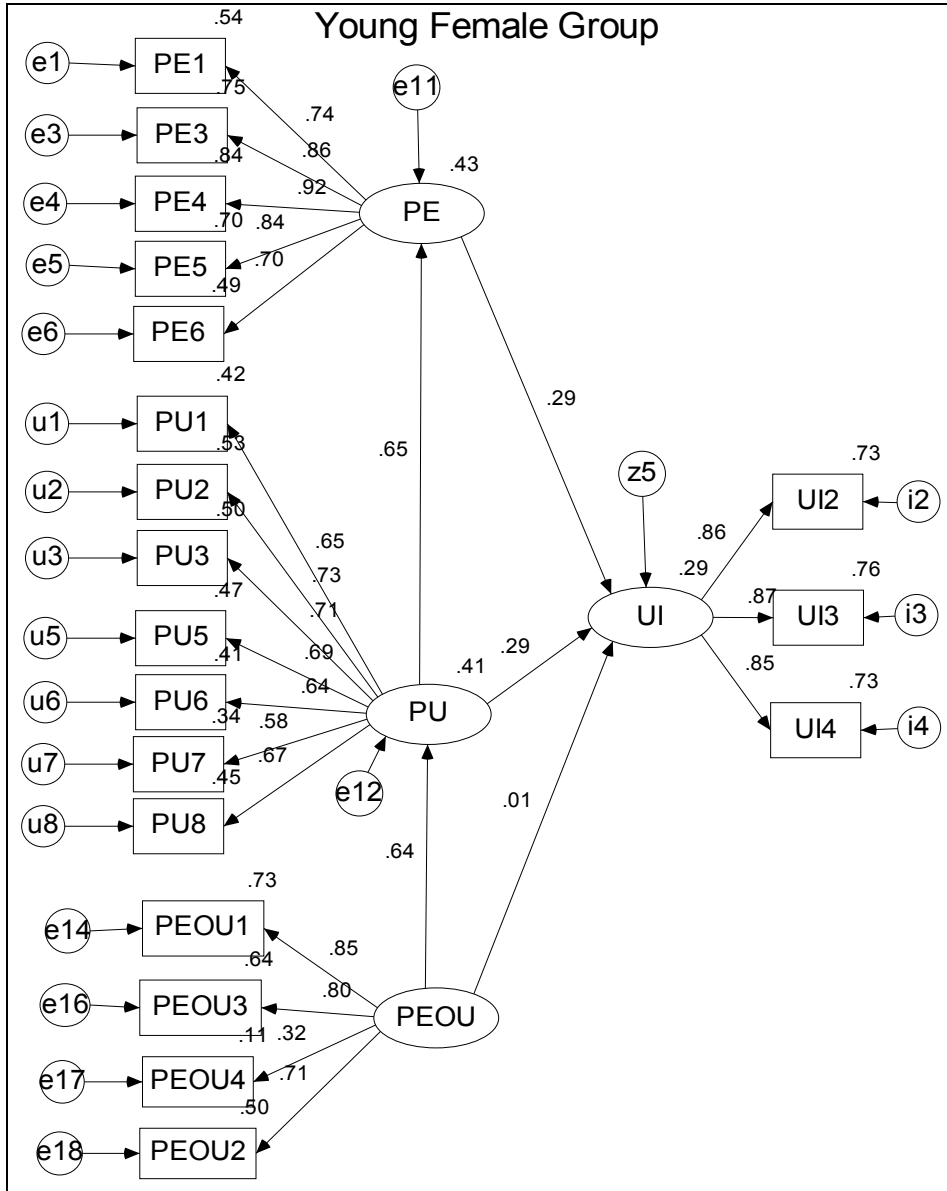 Young Female Group
.54
e1
PE1
.75
e11
.74
e3
PE3
.86
.84
.43
.92
e4
PE4
.70
.84
PE
e5
PE5
.70
.49
e6
PE6
.42
.29
u1
PU1
.53
.65
u2
PU2
.50
z5
.73
UI2
i2
.86
u3
PU3
.65
.73
.47
.71
.29
.76
.87
UI3
i3
UI
u5
PU5
.41
.69
.41
.29
.85
.73
u6
PU6
.64
PU
UI4
i4
.34
.58
u7
PU7
.67
.45
e12
u8
PU8
.01
.64
.73
e14
PEOU1
.85
.64
.80
e16
PEOU3
PEOU
.11
.32
.71
e17
PEOU4
.50
e18
PEOU2